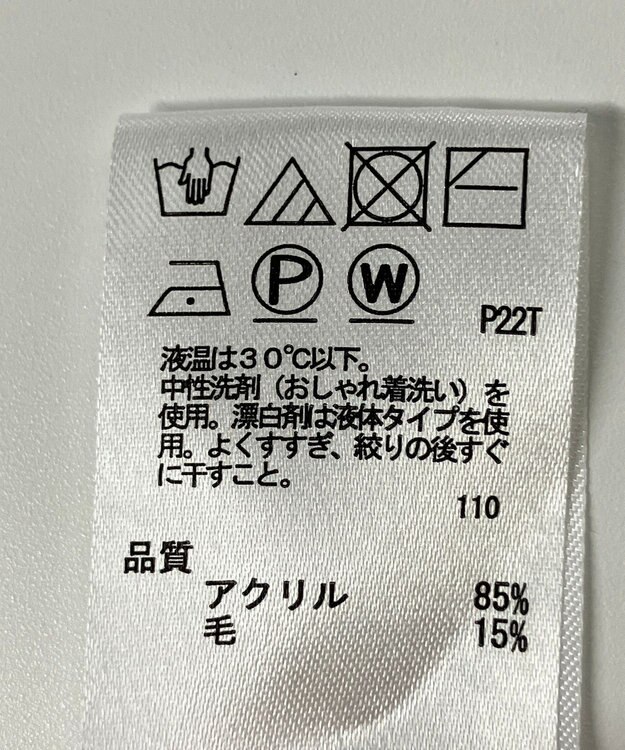 P W
P22T
液温は30℃以下。
中性洗剤（おしゃれ着洗い）を
使用。漂白剤は液体タイプを使
用。よくすすぎ、絞りの後すぐ
に干すこと。
110
品質
アクリル 85%
毛 15%